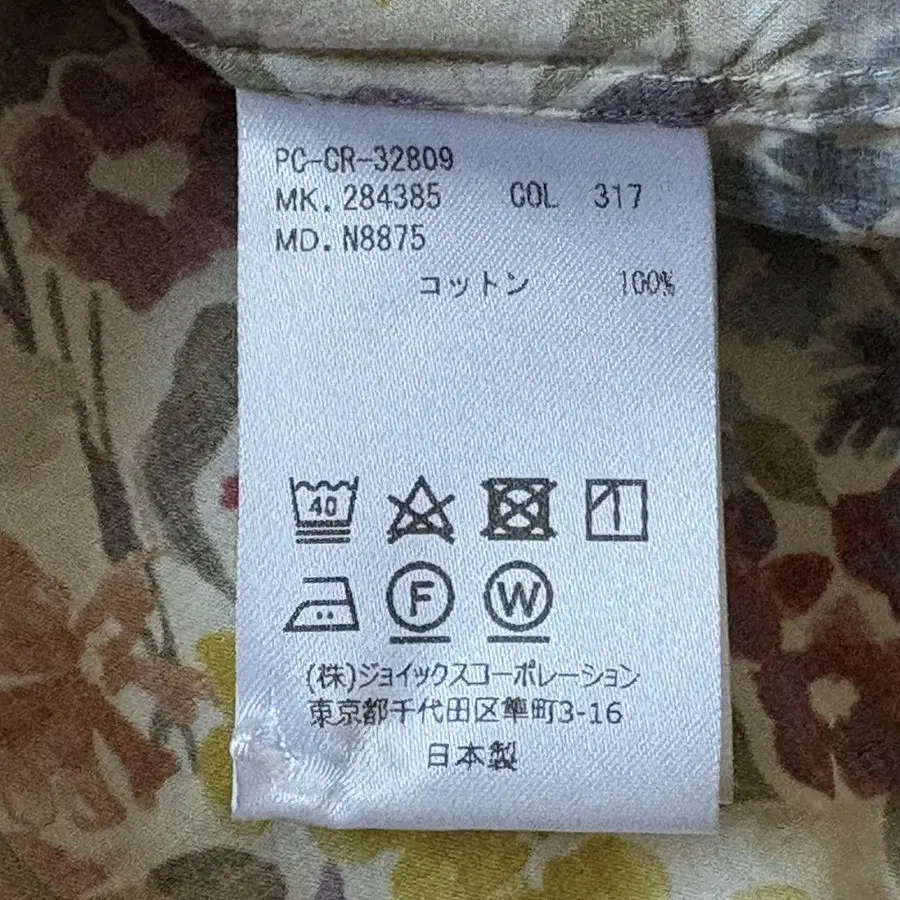 PC-CR-32809
MK. 284385 COL 317
MD. N8875
コットン 100%
40
F W
(株)ジョイックスコーポレーション
東京都千代田区隼町3-16
日本製